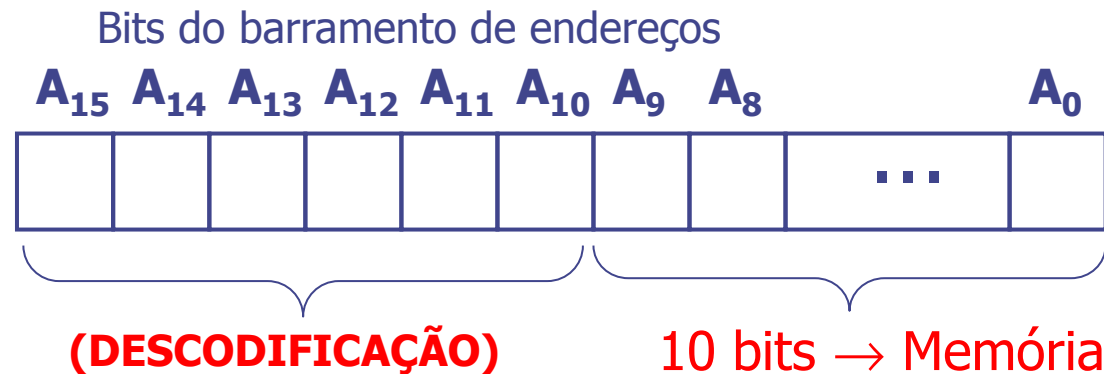 Bits do barramento de endereços
A₁₅ A₁₄ A₁₃ A₁₂ A₁₁ A₁₀ A₉ A₈ A₀
...
(DESCODIFICAÇÃO) 10 bits → Memória